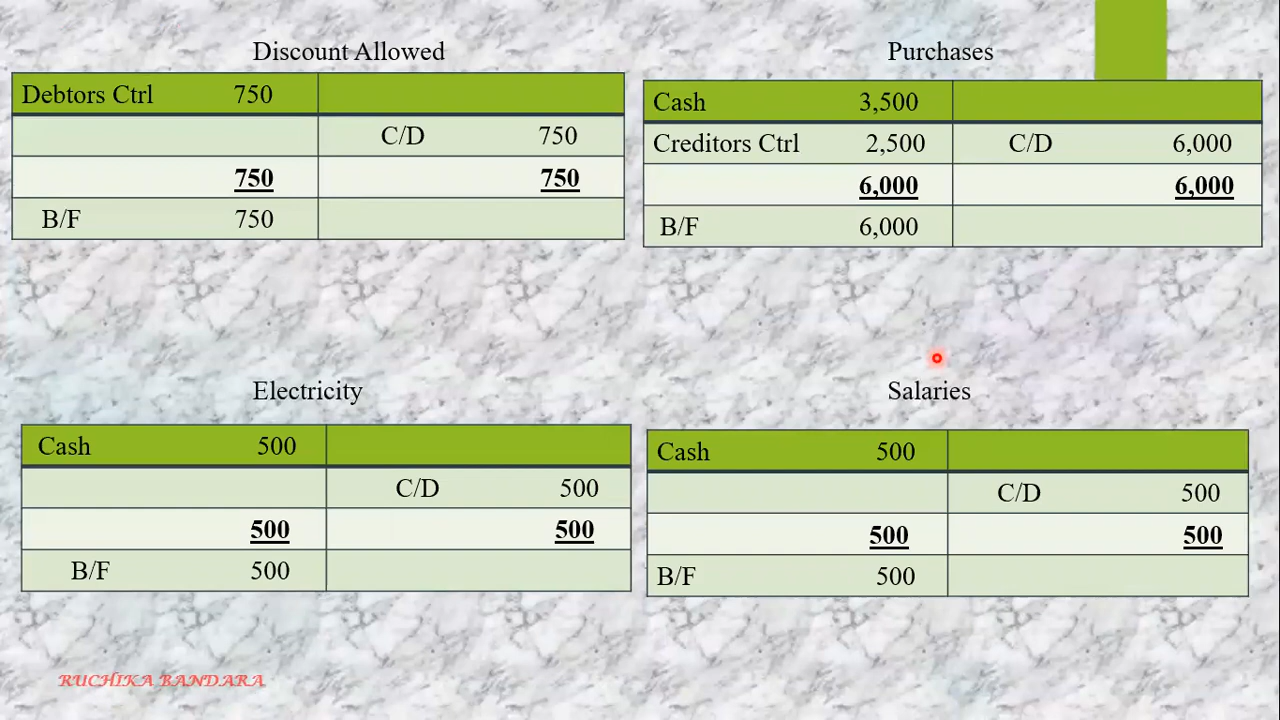 Discount Allowed
Debtors Ctrl 750
C/D 750
750 750
B/F 750
Purchases
Cash 3,500
Creditors Ctrl 2,500 C/D 6,000
6,000 6,000
B/F 6,000
Electricity
Cash 500
C/D 500
500 500
B/F 500
Salaries
Cash 500
C/D 500
500 500
B/F 500
RUCHIKA BANDARA